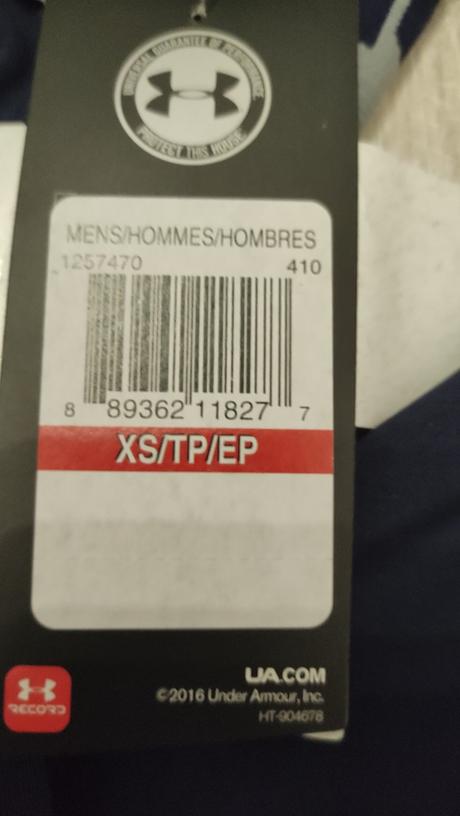 UNIVERSAL GUARANTEE OF PERFORMANCE
PROTECT THIS HOUSE
MENS/HOMMES/HOMBRES
1257470 410
8 89362 11827 7
XS/TP/EP
UA.COM
©2016 Under Armour, Inc.
HT-904678
RECORD